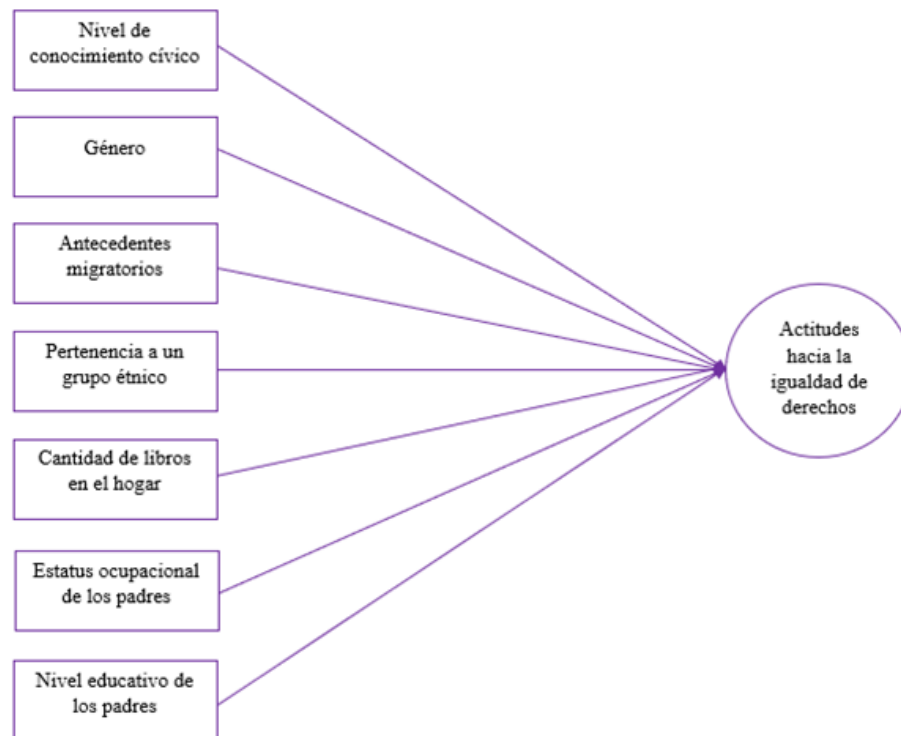 Nivel de
conocimiento cívico
Género
Antecedentes
migratorios
Pertenencia a un
grupo étnico
Cantidad de libros
en el hogar
Estatus ocupacional
de los padres
Nivel educativo de
los padres
Actitudes
hacia la
igualdad de
derechos